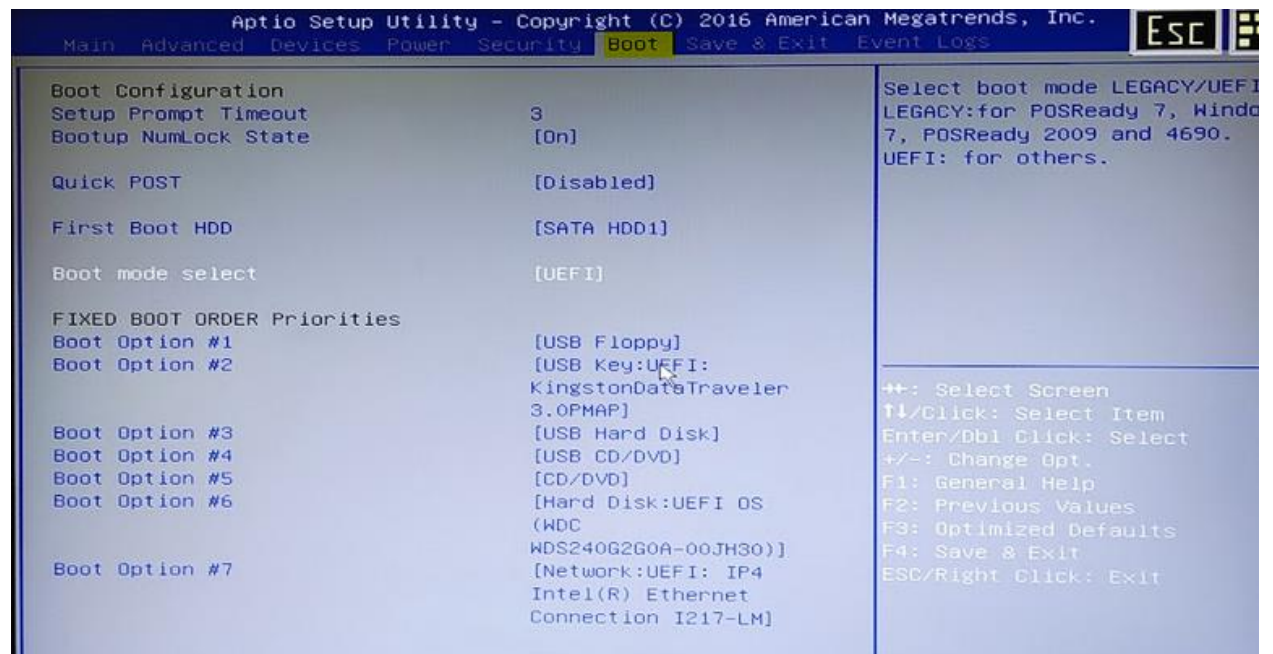 Aptio Setup Utility – Copyright (C) 2016 American Megatrends, Inc.
Esc
Main Advanced Devices Power Security Boot Save & Exit Event Logs
Boot Configuration
Setup Prompt Timeout 3
Bootup NumLock State [On]
Quick POST [Disabled]
First Boot HDD [SATA HDD1]
Boot mode select [UEFI]
FIXED BOOT ORDER Priorities
Boot Option #1 [USB Floppy]
Boot Option #2 [USB Key:UEFI:
KingstonDataTraveler
3.0PMAP]
Boot Option #3 [USB Hard Disk]
Boot Option #4 [USB CD/DVD]
Boot Option #5 [CD/DVD]
Boot Option #6 [Hard Disk:UEFI OS
(WDC
WDS240G2G0A-00JH30)]
Boot Option #7 [Network:UEFI: IP4
Intel(R) Ethernet
Connection I217-LM]
Select boot mode LEGACY/UEFI
LEGACY:for POSReady 7, Windo
7, POSReady 2009 and 4690.
UEFI: for others.
→←: Select Screen
↑↓/Click: Select Item
Enter/Dbl Click: Select
+/-: Change Opt.
F1: General Help
F2: Previous Values
F3: Optimized Defaults
F4: Save & Exit
ESC/Right Click: Exit